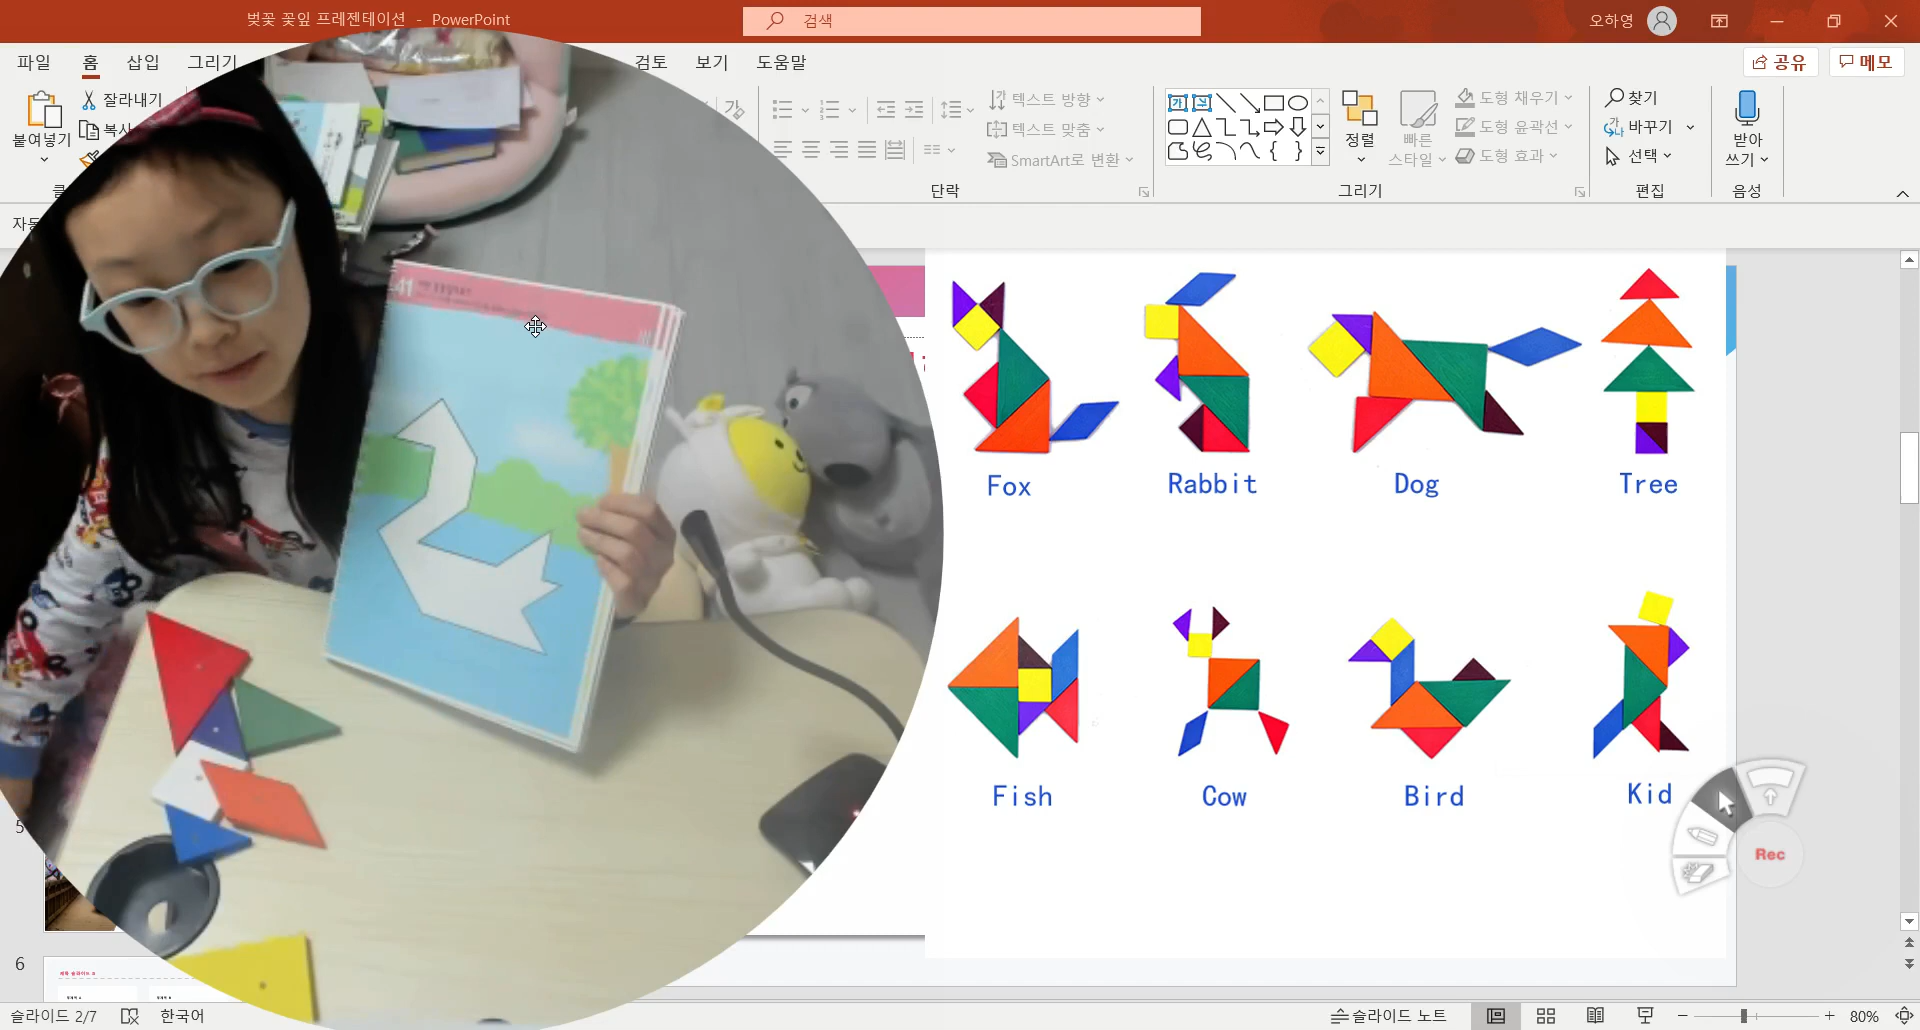 벚꽃 꽃잎 프레젠테이션 - PowerPoint
검색
오하영
파일 홈 삽입 그리기
검토 보기 도움말
공유 메모
붙여넣기
잘라내기
복사
가
텍스트 방향
텍스트 맞춤
SmartArt로 변환
단락
정렬
빠른
스타일
도형 채우기
도형 윤곽선
도형 효과
그리기
찾기
바꾸기
선택
편집
받아
쓰기
음성
자동
41
Fox
Rabbit
Dog
Tree
Fish
Cow
Bird
Kid
Rec
5
6
슬라이드 2/7
한국어
슬라이드 노트
80%